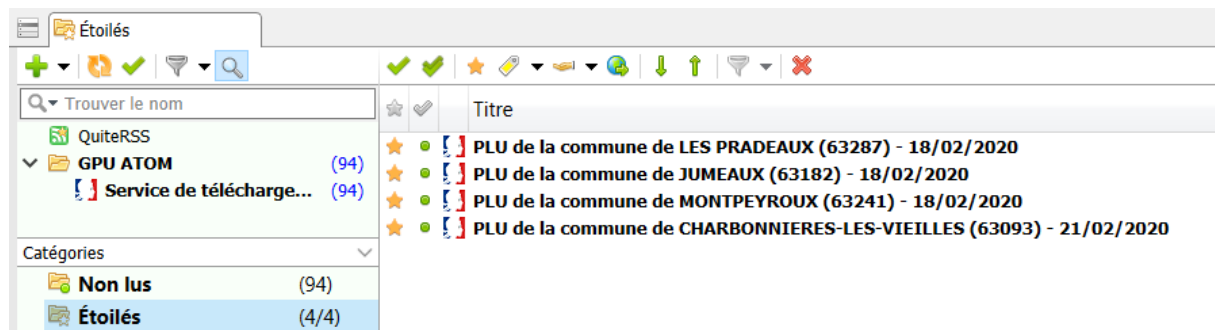 Étoilés
Trouver le nom
QuiteRSS
GPU ATOM (94)
Service de télécharge... (94)
Catégories
Non lus (94)
Étoilés (4/4)
Titre
PLU de la commune de LES PRADEAUX (63287) - 18/02/2020
PLU de la commune de JUMEAUX (63182) - 18/02/2020
PLU de la commune de MONTPEYROUX (63241) - 18/02/2020
PLU de la commune de CHARBONNIERES-LES-VIEILLES (63093) - 21/02/2020